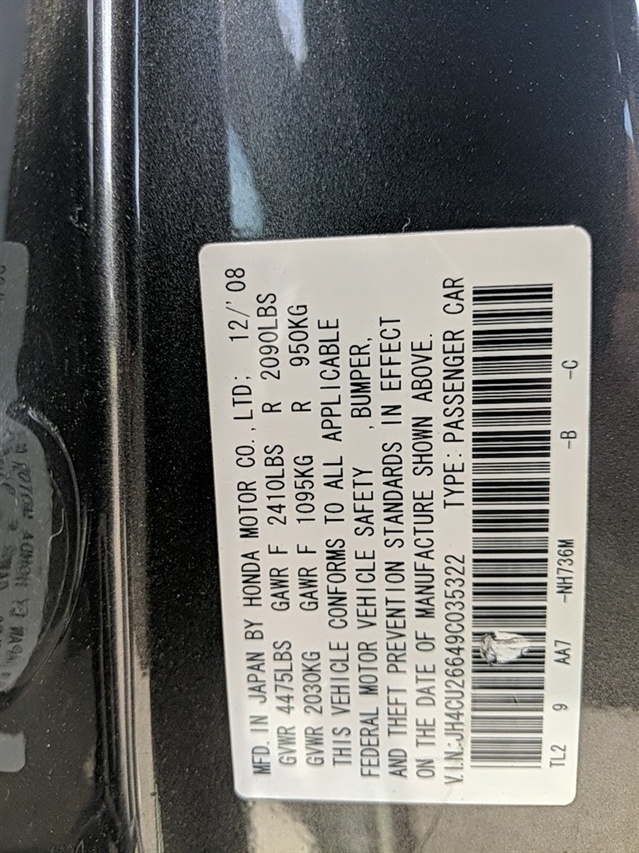 MFD. IN JAPAN BY HONDA MOTOR CO., LTD; 12/'08
GVWR 4475LBS GAWR F 2410LBS R 2090LBS
GVWR 2030KG GAWR F 1095KG R 950KG
THIS VEHICLE CONFORMS TO ALL APPLICABLE
FEDERAL MOTOR VEHICLE SAFETY , BUMPER,
AND THEFT PREVENTION STANDARDS IN EFFECT
ON THE DATE OF MANUFACTURE SHOWN ABOVE.
V.I.N:JH4CU26649C035322 TYPE:PASSENGER CAR
TL2 9 AA7 -NH736M -B -C